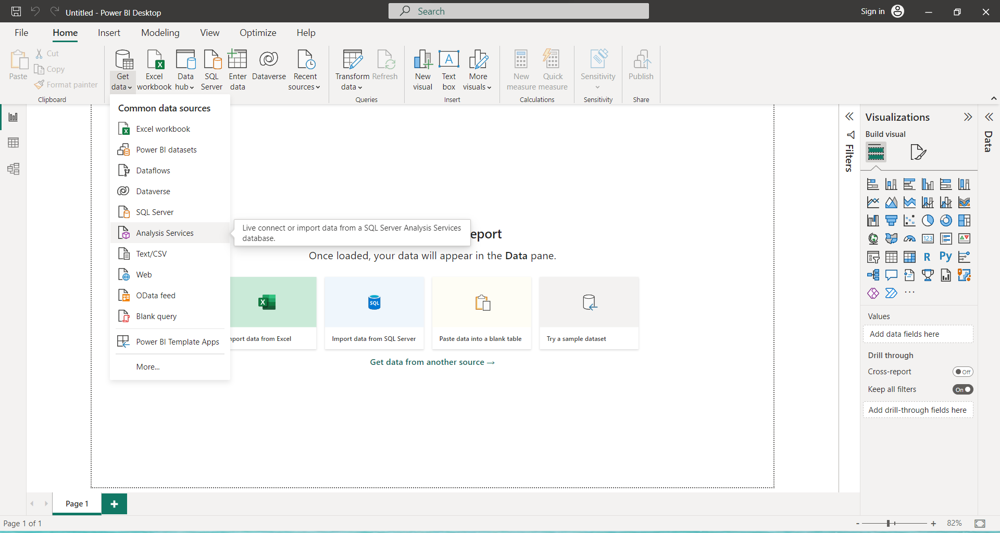 Untitled - Power BI Desktop
Search
Sign in
File
Home
Insert
Modeling
View
Optimize
Help
Paste
Cut
Copy
Format painter
Clipboard
Get data
Excel workbook
Data hub
SQL Server
Enter data
Dataverse
Recent sources
Transform data
Refresh
Queries
New visual
Text box
More visuals
Insert
New measure
Quick measure
Calculations
Sensitivity
Sensitivity
Publish
Share
Common data sources
Excel workbook
Power BI datasets
Dataflows
Dataverse
SQL Server
Analysis Services
Text/CSV
Web
OData feed
Blank query
Power BI Template Apps
More...
Live connect or import data from a SQL Server Analysis Services
database.
eport
Once loaded, your data will appear in the Data pane.
SQL
port data from Excel
Import data from SQL Server
Paste data into a blank table
Try a sample dataset
Get data from another source →
Filters
Visualizations
Build visual
123
R
Py
Values
Add data fields here
Drill through
Cross-report
Off
Keep all filters
On
Add drill-through fields here
Data
Page 1
Page 1 of 1
- +
82%